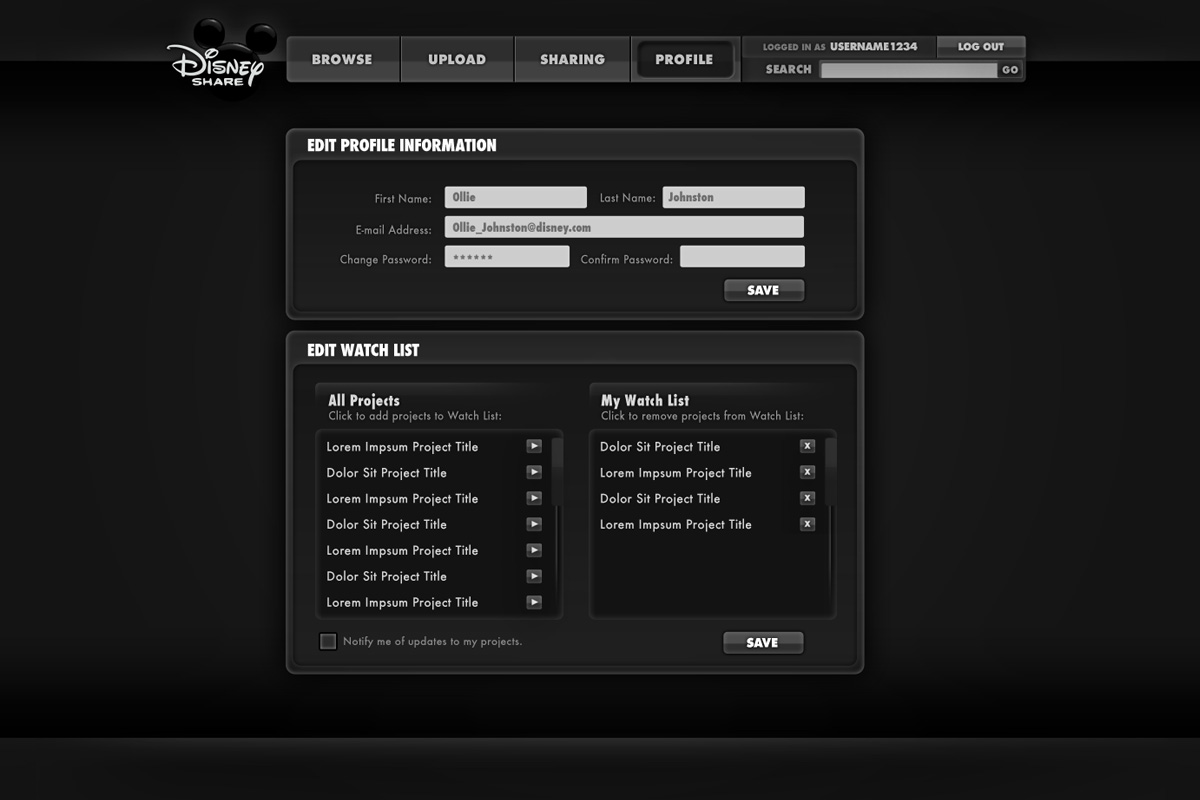 Disney
SHARE
BROWSE
UPLOAD
SHARING
PROFILE
LOGGED IN AS USERNAME1234
LOG OUT
SEARCH
GO
EDIT PROFILE INFORMATION
First Name: Ollie
Last Name: Johnston
E-mail Address: Ollie_Johnston@disney.com
Change Password: ******
Confirm Password:
SAVE
EDIT WATCH LIST
All Projects
Click to add projects to Watch List:
Lorem Impsum Project Title
Dolor Sit Project Title
Lorem Impsum Project Title
Dolor Sit Project Title
Lorem Impsum Project Title
Dolor Sit Project Title
Lorem Impsum Project Title
My Watch List
Click to remove projects from Watch List:
Dolor Sit Project Title X
Lorem Impsum Project Title X
Dolor Sit Project Title X
Lorem Impsum Project Title X
Notify me of updates to my projects.
SAVE